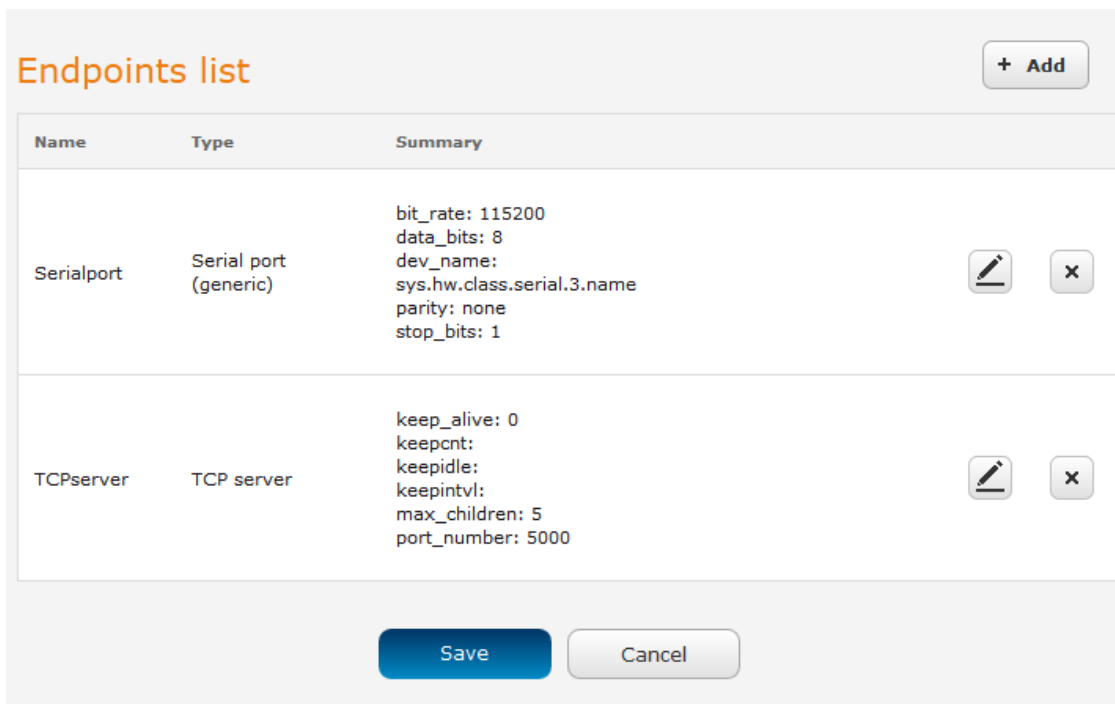 Endpoints list
+ Add
Name Type Summary
Serialport
Serial port
(generic)
bit_rate: 115200
data_bits: 8
dev_name:
sys.hw.class.serial.3.name
parity: none
stop_bits: 1
TCPserver
TCP server
keep_alive: 0
keepcnt:
keepidle:
keepintvl:
max_children: 5
port_number: 5000
Save
Cancel